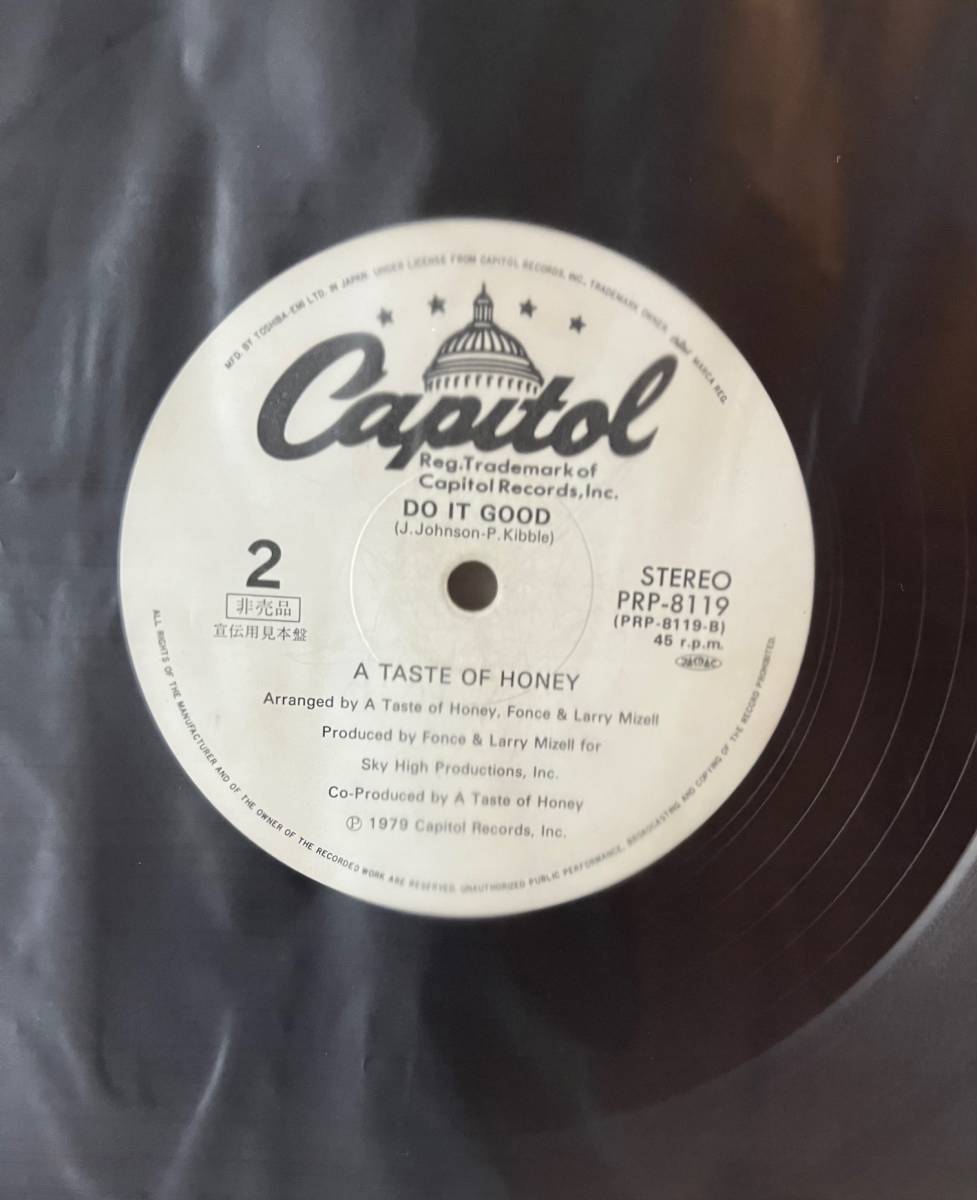 MFD. BY TOSHIBA-EMI LTD. IN JAPAN. UNDER LICENSE FROM CAPITOL RECORDS, INC., TRADEMARK OWNER. MARCA REG.
Capitol
Reg.Trademark of
Capitol Records,Inc.
DO IT GOOD
(J.Johnson-P.Kibble)
2
非売品
宣伝用見本盤
STEREO
PRP-8119
(PRP-8119-B)
45 r.p.m.
A TASTE OF HONEY
Arranged by A Taste of Honey, Fonce & Larry Mizell
Produced by Fonce & Larry Mizell for
Sky High Productions, Inc.
Co-Produced by A Taste of Honey
Ⓟ 1979 Capitol Records, Inc.
ALL RIGHTS OF THE MANUFACTURER AND OF THE OWNER OF THE RECORDED WORK ARE RESERVED. UNAUTHORIZED PUBLIC PERFORMANCE, BROADCASTING AND COPYING OF THE RECORD PROHIBITED.